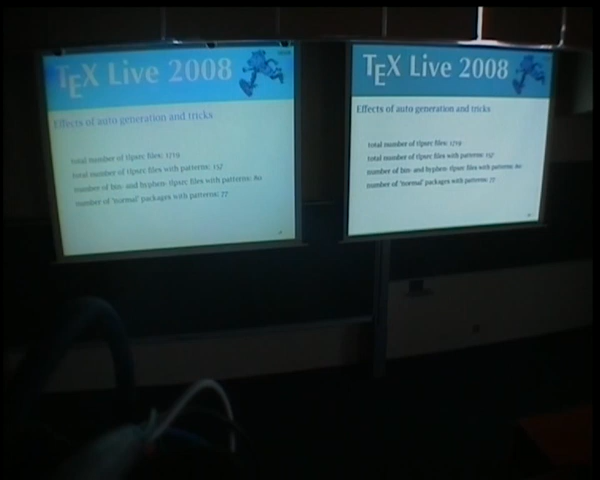 TEX Live 2008
Effects of auto generation and tricks
total number of tlpsrc files: 1719
total number of tlpsrc files with patterns: 157
number of bin- and hyphen- tlpsrc files with patterns: 80
number of 'normal' packages with patterns: 77
TEX Live 2008
Effects of auto generation and tricks
total number of tlpsrc files: 1719
total number of tlpsrc files with patterns: 157
number of bin- and hyphen- tlpsrc files with patterns: 80
number of 'normal' packages with patterns: 77